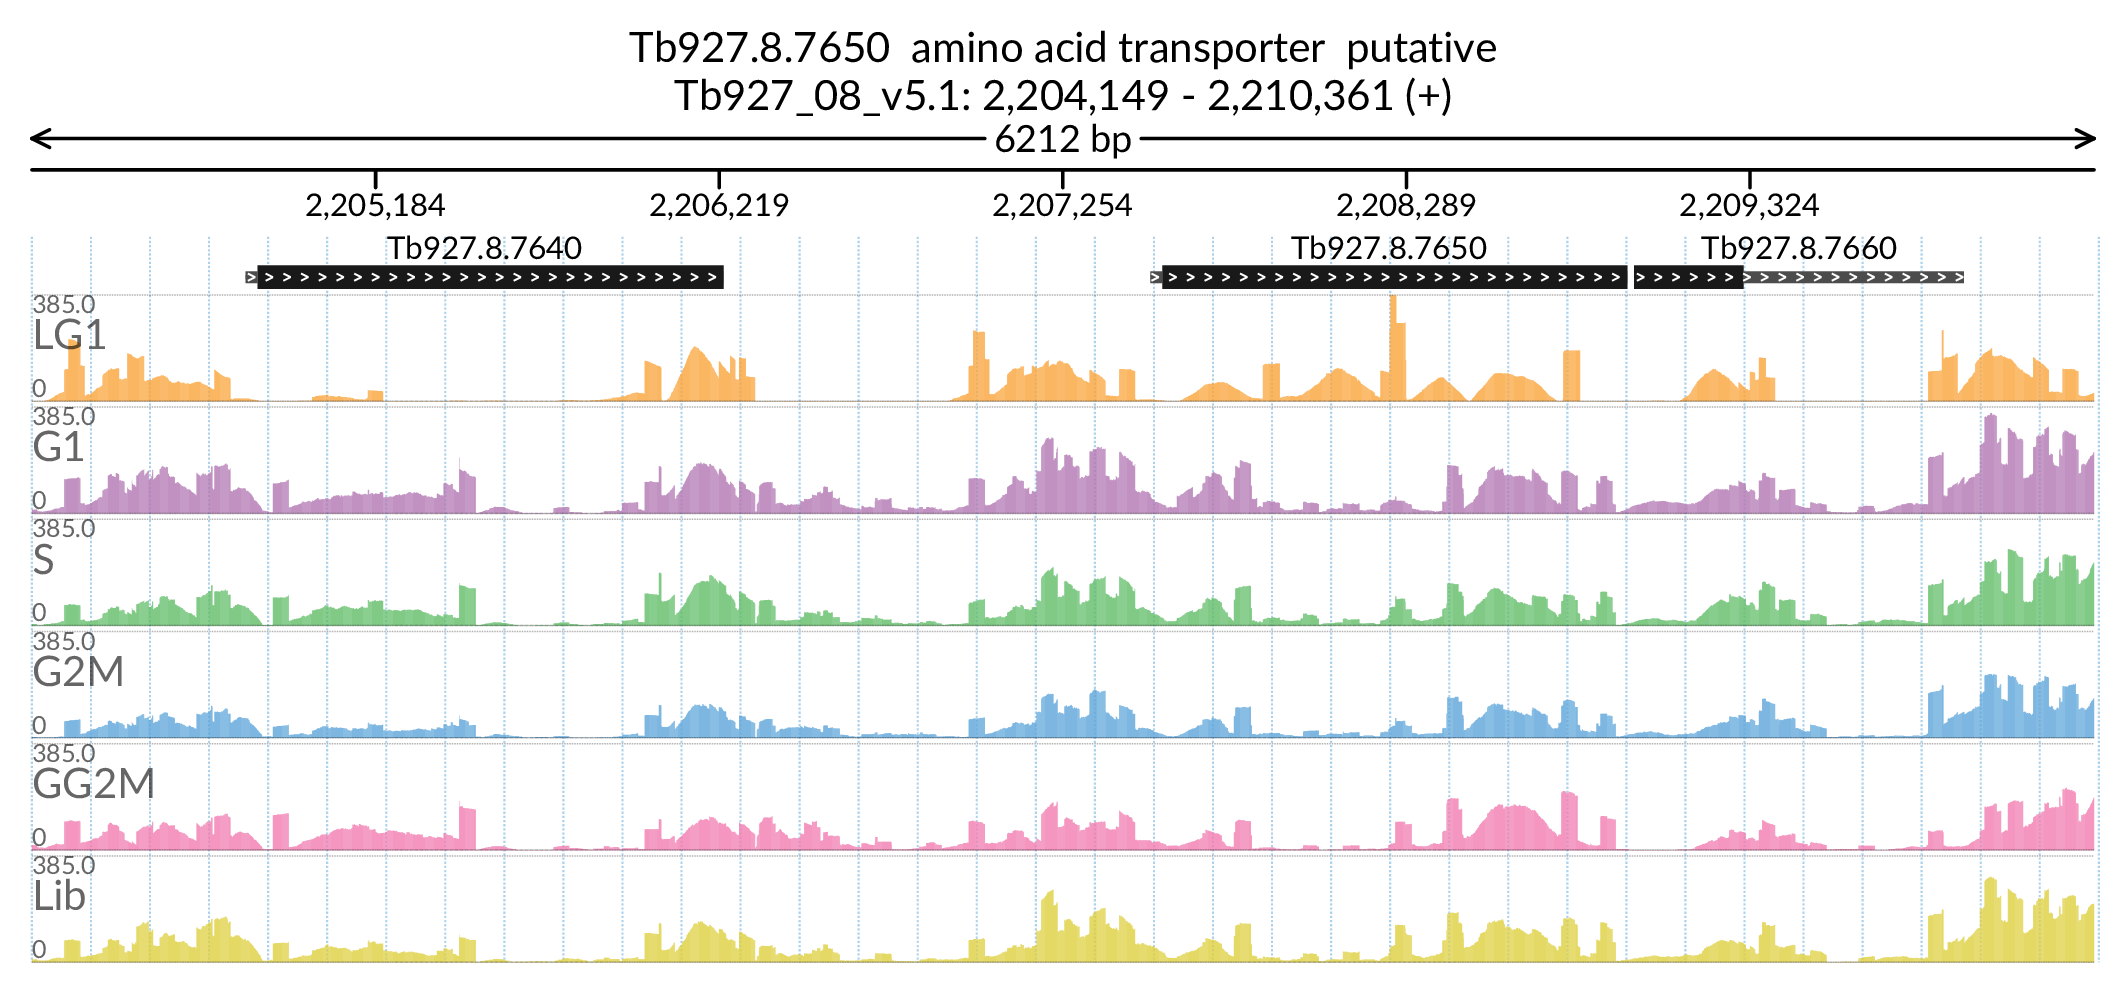 Tb927.8.7650  amino acid transporter  putative
Tb927_08_v5.1: 2,204,149 - 2,210,361 (+)
6212 bp
2,205,184 2,206,219 2,207,254 2,208,289 2,209,324
Tb927.8.7640 Tb927.8.7650 Tb927.8.7660
385.0
LG1
0
385.0
G1
0
385.0
S
0
385.0
G2M
0
385.0
GG2M
0
385.0
Lib
0